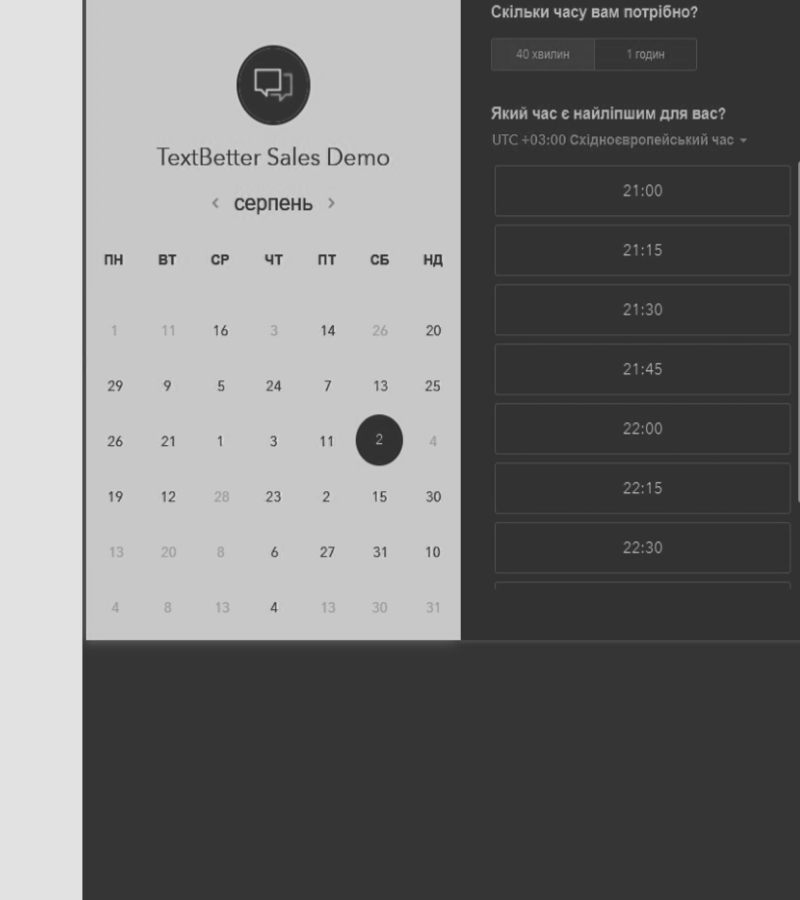 TextBetter Sales Demo
серпень
ПН ВТ СР ЧТ ПТ СБ НД
1 11 16 3 14 26 20
29 9 5 24 7 13 25
26 21 1 3 11 2 4
19 12 28 23 2 15 30
13 20 8 6 27 31 10
4 8 13 4 13 30 31
Скільки часу вам потрібно?
40 хвилин 1 годин
Який час є найліпшим для вас?
UTC +03:00 Східноєвропейський час
21:00
21:15
21:30
21:45
22:00
22:15
22:30